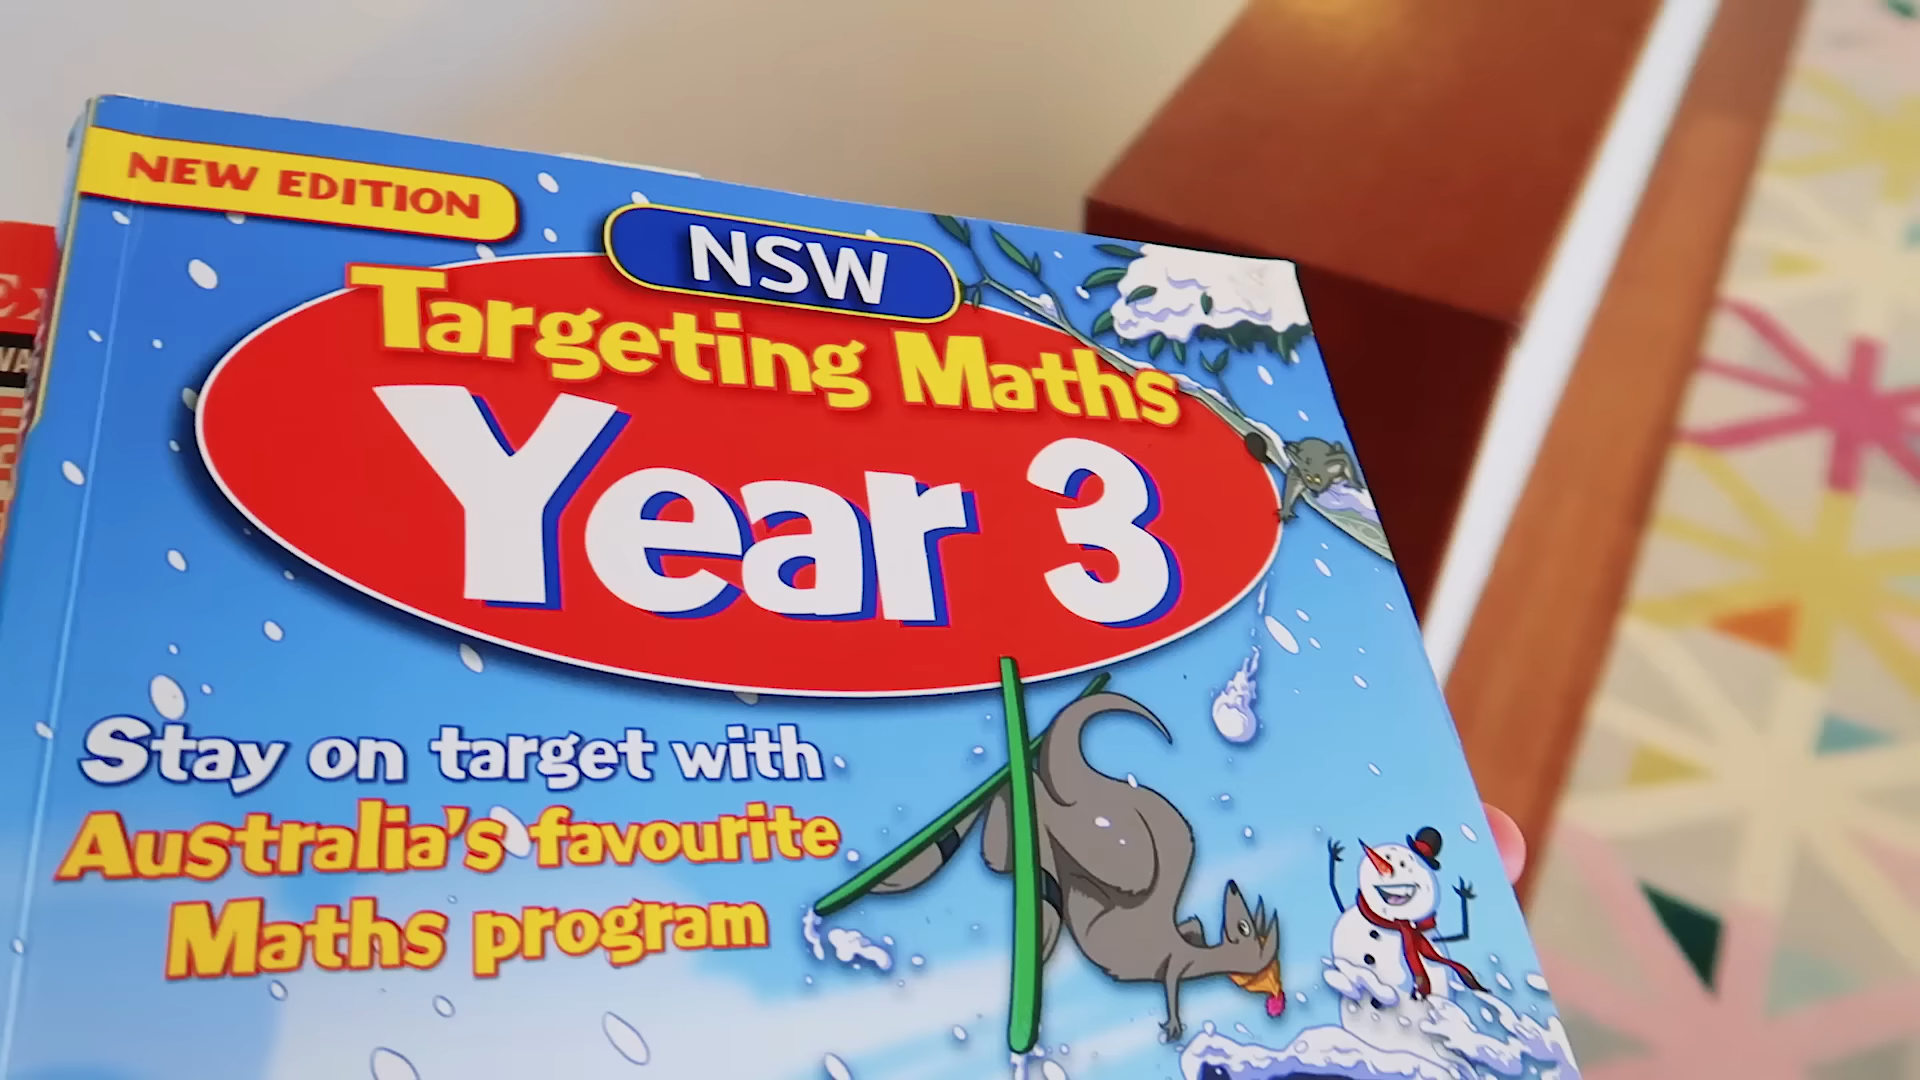 NEW EDITION
NSW
Targeting Maths
Year 3
Stay on target with
Australia's favourite
Maths program